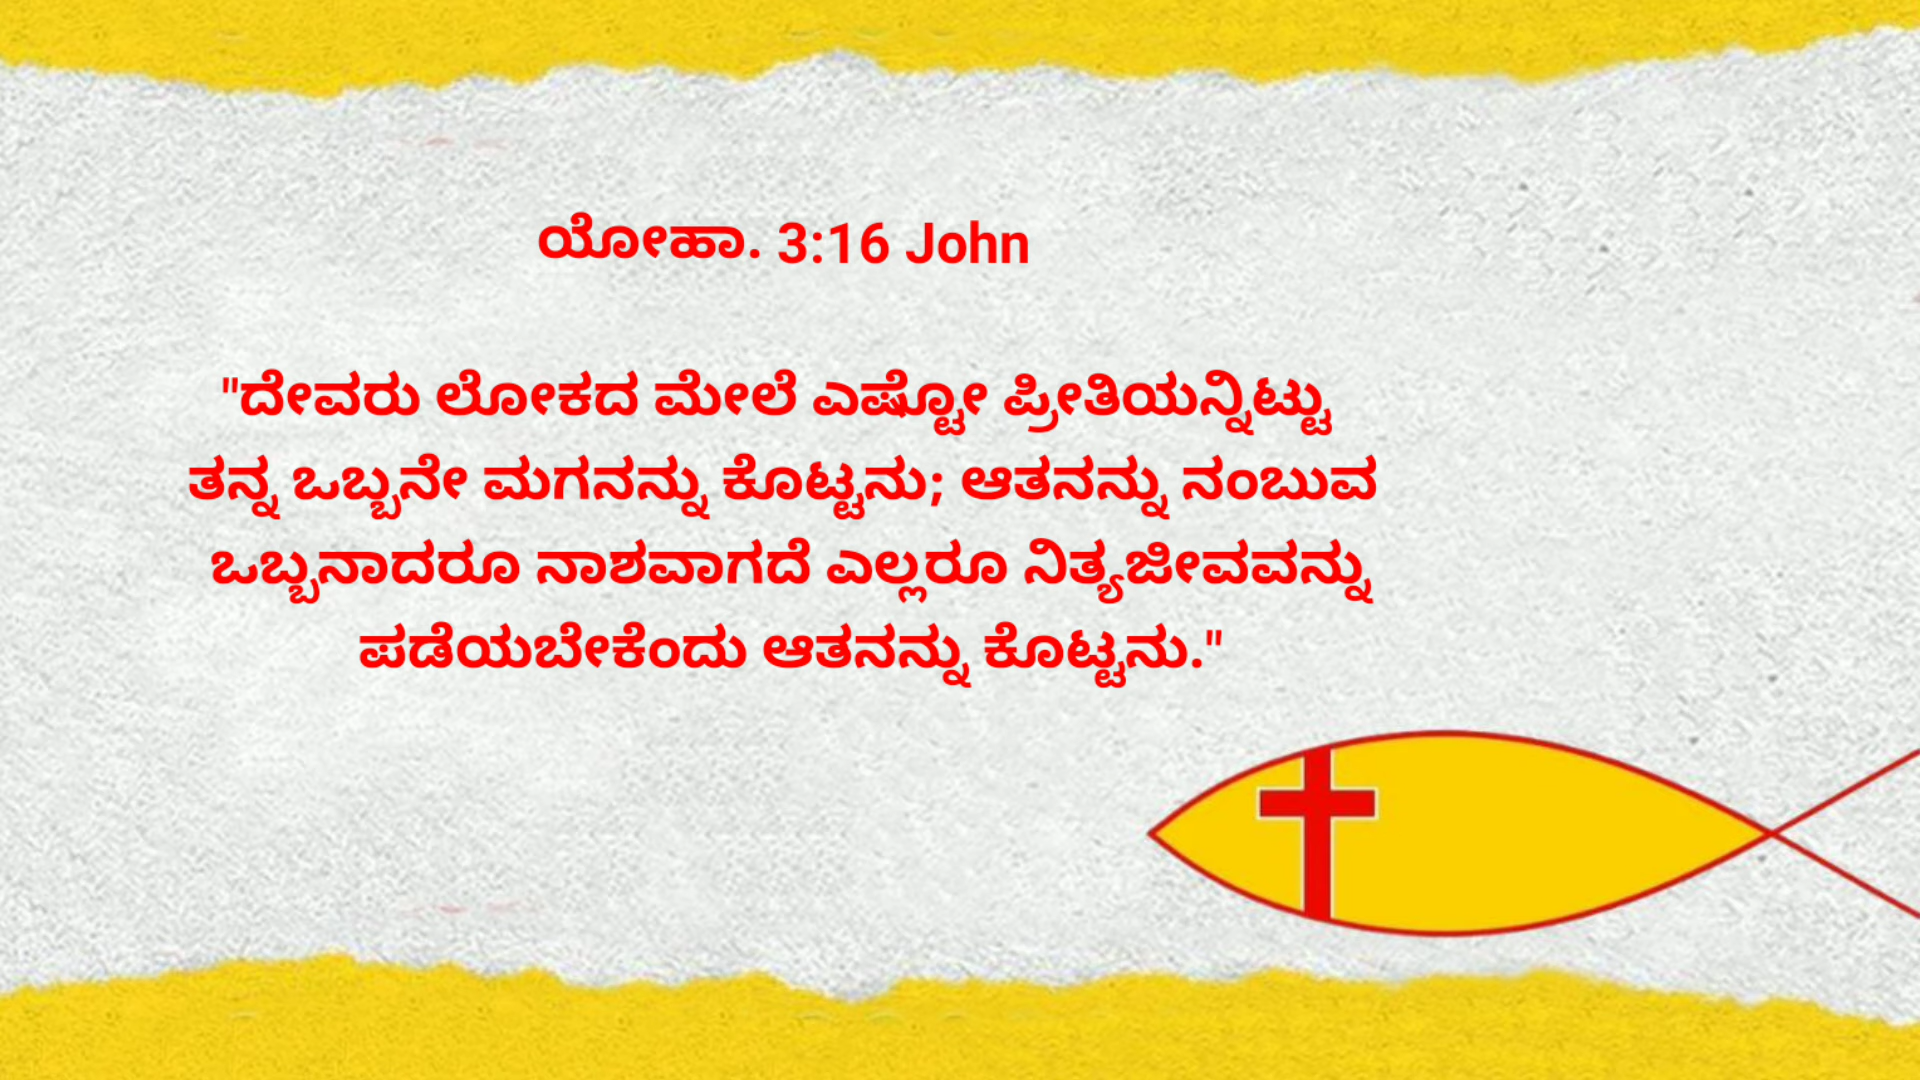 ಯೋಹಾ. 3:16 John
"ದೇವರು ಲೋಕದ ಮೇಲೆ ಎಷ್ಟೋ ಪ್ರೀತಿಯನ್ನಿಟ್ಟು
ತನ್ನ ಒಬ್ಬನೇ ಮಗನನ್ನು ಕೊಟ್ಟನು; ಆತನನ್ನು ನಂಬುವ
ಒಬ್ಬನಾದರೂ ನಾಶವಾಗದೆ ಎಲ್ಲರೂ ನಿತ್ಯಜೀವವನ್ನು
ಪಡೆಯಬೇಕೆಂದು ಆತನನ್ನು ಕೊಟ್ಟನು."